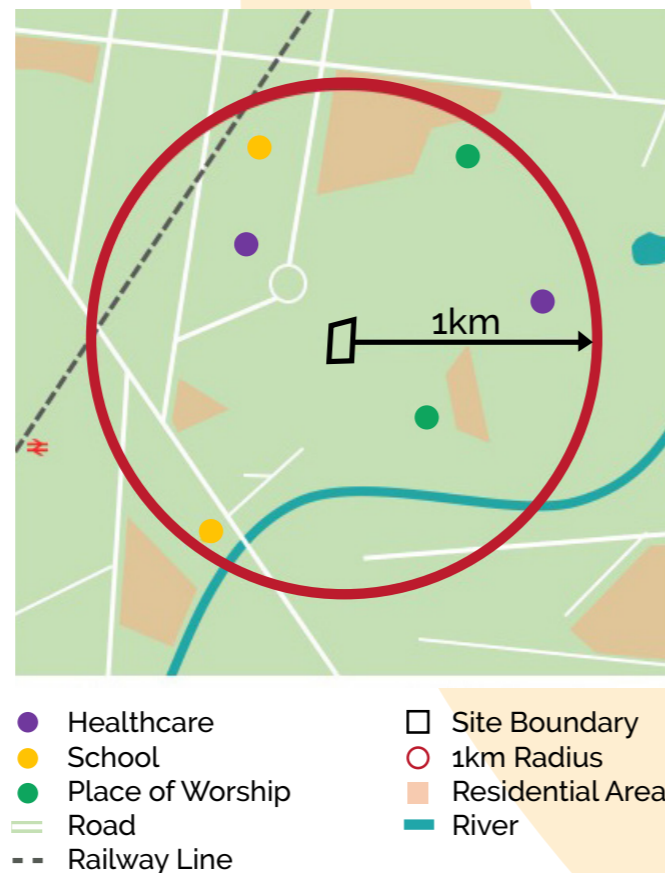 1km
Healthcare
School
Place of Worship
Road
Railway Line
Site Boundary
1km Radius
Residential Area
River